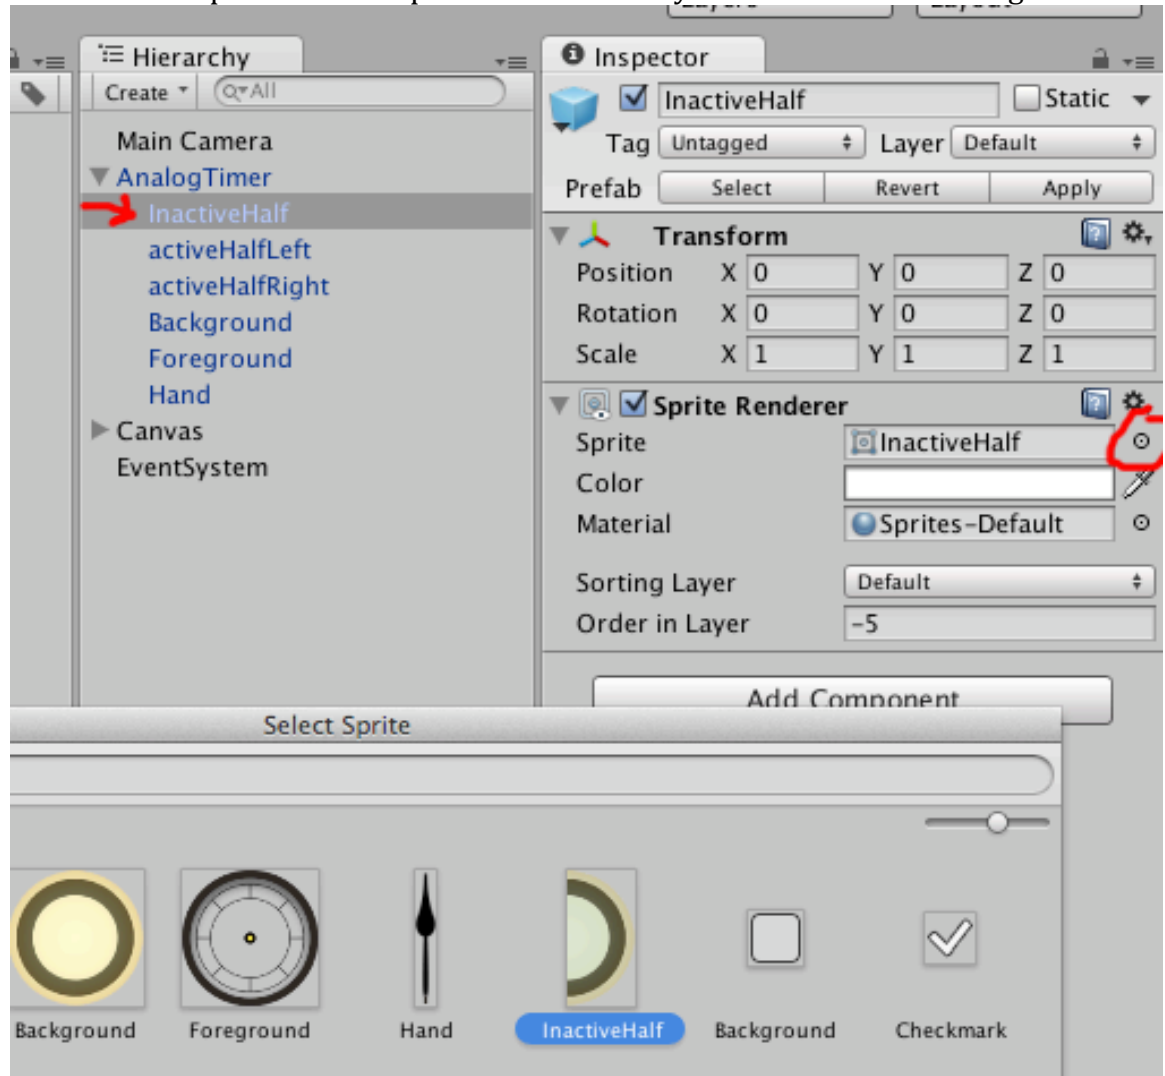 Hierarchy
Create
All
Main Camera
AnalogTimer
InactiveHalf
activeHalfLeft
activeHalfRight
Background
Foreground
Hand
Canvas
EventSystem
Inspector
InactiveHalf Static
Tag Untagged Layer Default
Prefab Select Revert Apply
Transform
Position X 0 Y 0 Z 0
Rotation X 0 Y 0 Z 0
Scale X 1 Y 1 Z 1
Sprite Renderer
Sprite InactiveHalf
Color
Material Sprites-Default
Sorting Layer Default
Order in Layer -5
Add Component
Select Sprite
Background Foreground Hand InactiveHalf Background Checkmark